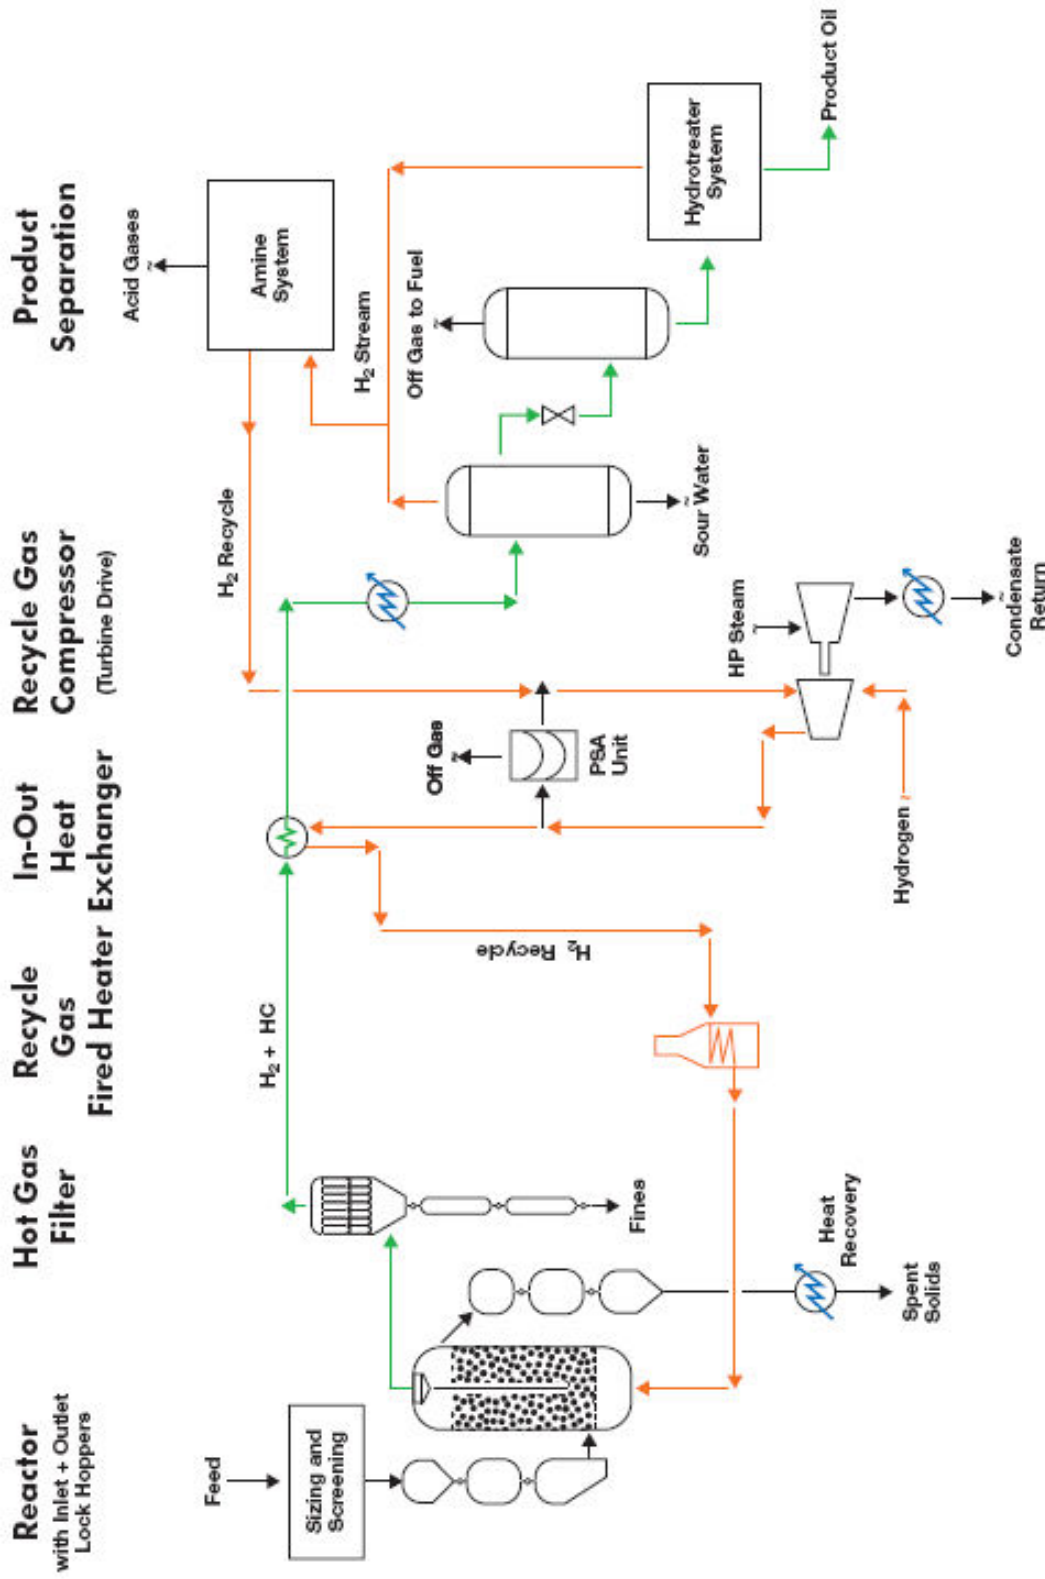 Reactor
with Inlet + Outlet
Lock Hoppers
Hot Gas
Filter
Recycle
Gas
Fired Heater
In-Out
Heat
Exchanger
Recycle Gas
Compressor
(Turbine Drive)
Product
Separation
Feed
Sizing and
Screening
Fines
Heat
Recovery
Spent
Solids
H2 + HC
H2 Recycle
Off Gas
PSA
Unit
Hydrogen
HP Steam
Condensate
Return
H2 Recycle
Sour Water
H2 Stream
Off Gas to Fuel
Acid Gases
Amine
System
Hydrotreater
System
Product Oil